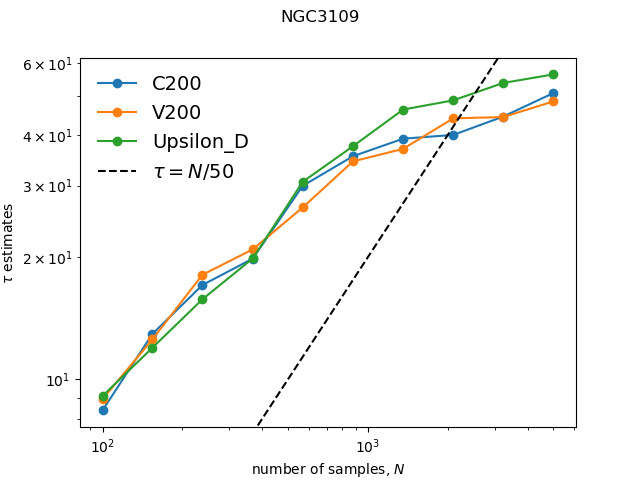 NGC3109
C200
V200
Upsilon_D
τ = N/50
τ estimates
6 × 10¹
4 × 10¹
3 × 10¹
2 × 10¹
10¹
10²
10³
number of samples, N